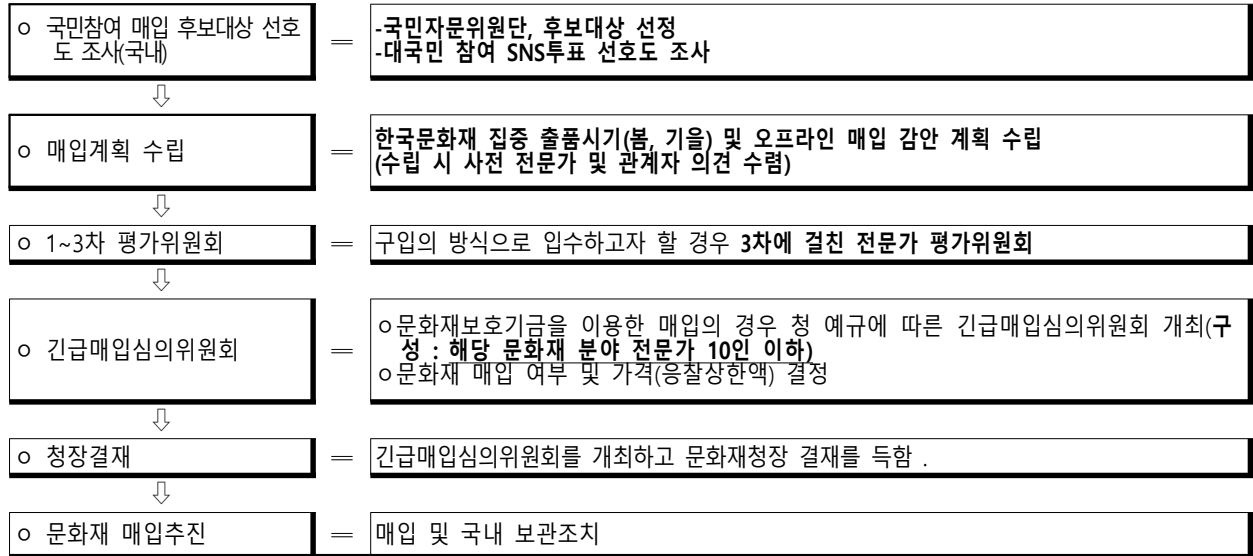 ㅇ 국민참여 매입 후보대상 선호
도 조사(국내)
＝
-국민자문위원단, 후보대상 선정
-대국민 참여 SNS투표 선호도 조사
⇩
ㅇ 매입계획 수립
＝
한국문화재 집중 출품시기(봄, 기을) 및 오프라인 매입 감안 계획 수립
(수립 시 사전 전문가 및 관계자 의견 수렴)
⇩
ㅇ 1~3차 평가위원회
＝
구입의 방식으로 입수하고자 할 경우 3차에 걸친 전문가 평가위원회
⇩
ㅇ 긴급매입심의위원회
＝
ㅇ문화재보호기금을 이용한 매입의 경우 청 예규에 따른 긴급매입심의위원회 개최(구
성 : 해당 문화재 분야 전문가 10인 이하)
ㅇ문화재 매입 여부 및 가격(응찰상한액) 결정
⇩
ㅇ 청장결재
＝
긴급매입심의위원회를 개최하고 문화재청장 결재를 득함 .
⇩
ㅇ 문화재 매입추진
＝
매입 및 국내 보관조치